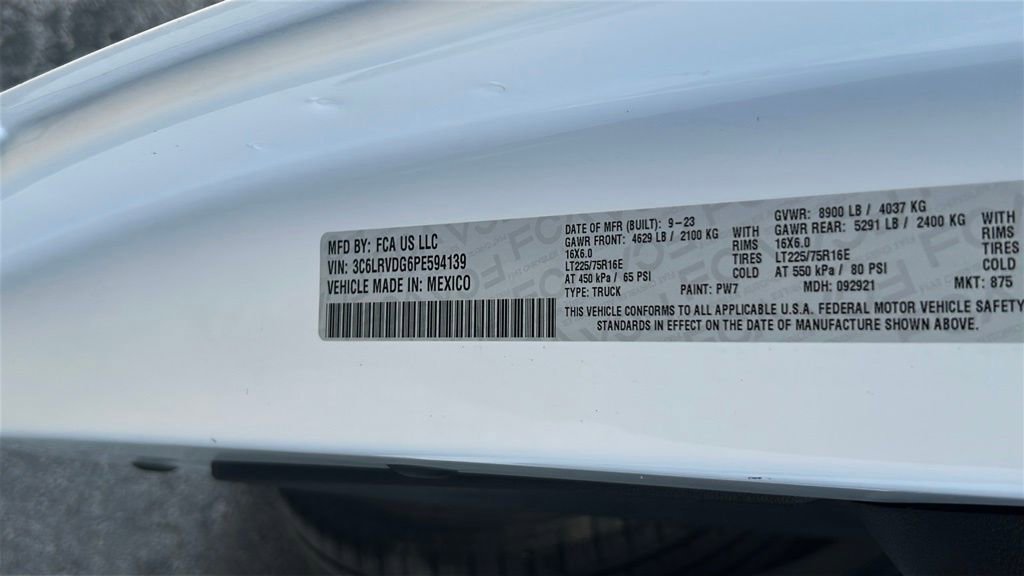 MFD BY: FCA US LLC
VIN: 3C6LRVDG6PE594139
VEHICLE MADE IN: MEXICO
DATE OF MFR (BUILT): 9-23
GAWR FRONT: 4629 LB / 2100 KG WITH
16X6.0 RIMS
LT225/75R16E TIRES
AT 450 kPa / 65 PSI COLD
TYPE: TRUCK PAINT: PW7
GVWR: 8900 LB / 4037 KG
GAWR REAR: 5291 LB / 2400 KG WITH
16X6.0 RIMS
LT225/75R16E TIRES
AT 550 kPa / 80 PSI COLD
MDH: 092921 MKT: 875
THIS VEHICLE CONFORMS TO ALL APPLICABLE U.S.A. FEDERAL MOTOR VEHICLE SAFETY
STANDARDS IN EFFECT ON THE DATE OF MANUFACTURE SHOWN ABOVE.